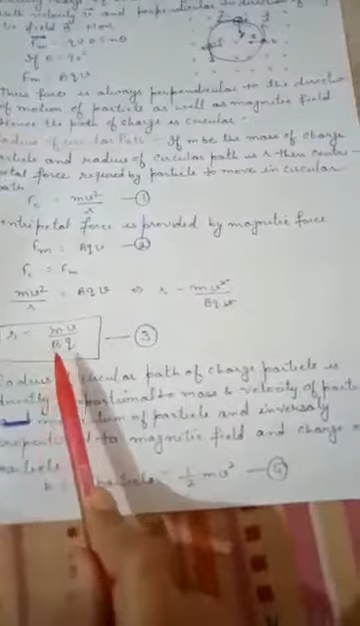 with velocity v and perpendicular to direction of
field of
Fm = qvB sinθ
If θ = 90°
Fm = Bqv
Thus force is always perpendicular to the direction
of motion of particle as well as magnetic field
Hence the path of charge is circular.
Radius of circular Path - If m be the mass of charge
particle and radius of circular path is r then centri-
petal force required by particle to move in circular
path
Fc = mv²/r — ①
centripetal force is provided by magnetic force
Fm = Bqv — ②
Fc = Fm
mv²/r = Bqv ⇒ r = mv²/Bqv
r = mv/Bq — ③
Radius circular path of charge particle is
directly proportional to mass & velocity of
of particle and inversely
to magnetic field and charge
particle
particle = ½ mv² — ④